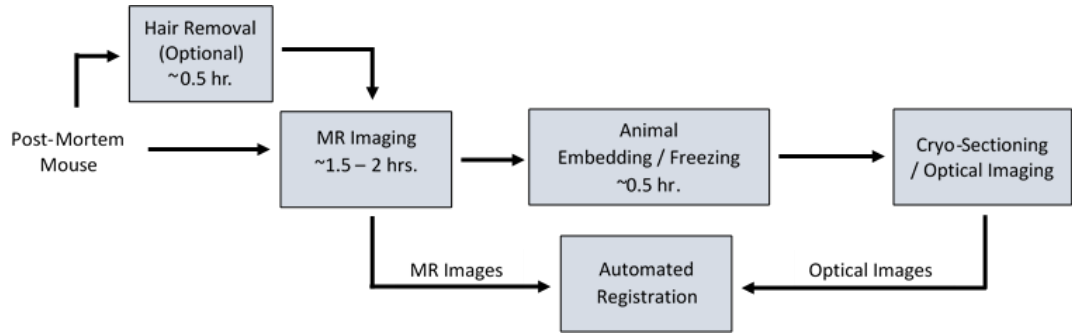 Hair Removal
(Optional)
~0.5 hr.
Post-Mortem
Mouse
MR Imaging
~1.5 – 2 hrs.
Animal
Embedding / Freezing
~0.5 hr.
Cryo-Sectioning
/ Optical Imaging
MR Images
Automated
Registration
Optical Images